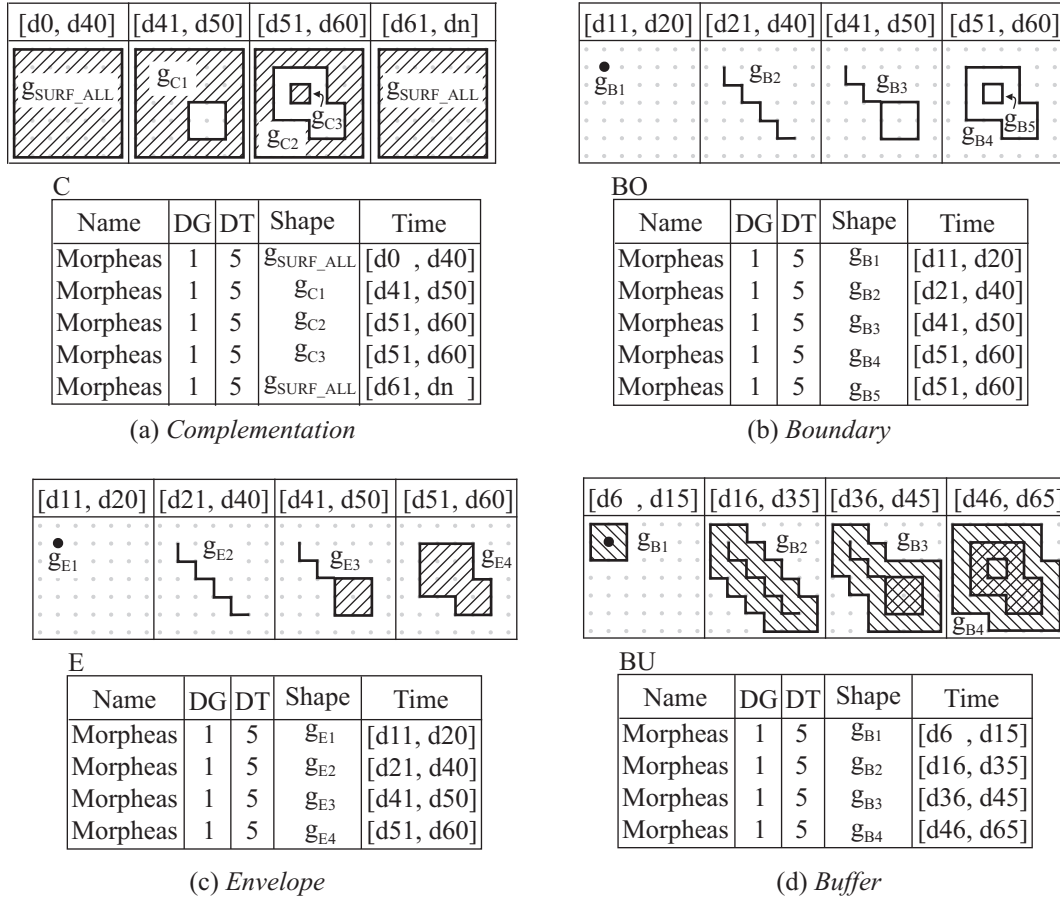 [d0, d40] [d41, d50] [d51, d60] [d61, dn]
gSURF_ALL gC1 gC2 gC3 gSURF_ALL
C
Name DG DT Shape Time
Morpheas 1 5 gSURF_ALL [d0 , d40]
Morpheas 1 5 gC1 [d41, d50]
Morpheas 1 5 gC2 [d51, d60]
Morpheas 1 5 gC3 [d51, d60]
Morpheas 1 5 gSURF_ALL [d61, dn ]
(a) Complementation
[d11, d20] [d21, d40] [d41, d50] [d51, d60]
gB1 gB2 gB3 gB4 gB5
BO
Name DG DT Shape Time
Morpheas 1 5 gB1 [d11, d20]
Morpheas 1 5 gB2 [d21, d40]
Morpheas 1 5 gB3 [d41, d50]
Morpheas 1 5 gB4 [d51, d60]
Morpheas 1 5 gB5 [d51, d60]
(b) Boundary
[d11, d20] [d21, d40] [d41, d50] [d51, d60]
gE1 gE2 gE3 gE4
E
Name DG DT Shape Time
Morpheas 1 5 gE1 [d11, d20]
Morpheas 1 5 gE2 [d21, d40]
Morpheas 1 5 gE3 [d41, d50]
Morpheas 1 5 gE4 [d51, d60]
(c) Envelope
[d6 , d15] [d16, d35] [d36, d45] [d46, d65]
gB1 gB2 gB3 gB4
BU
Name DG DT Shape Time
Morpheas 1 5 gB1 [d6 , d15]
Morpheas 1 5 gB2 [d16, d35]
Morpheas 1 5 gB3 [d36, d45]
Morpheas 1 5 gB4 [d46, d65]
(d) Buffer